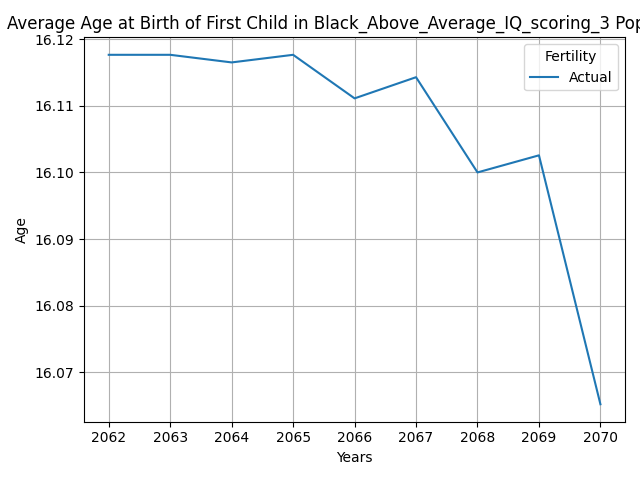 Average Age at Birth of First Child in Black_Above_Average_IQ_scoring_3 Pop
16.12
16.11
16.10
16.09
16.08
16.07
Age
Fertility
Actual
2062 2063 2064 2065 2066 2067 2068 2069 2070
Years